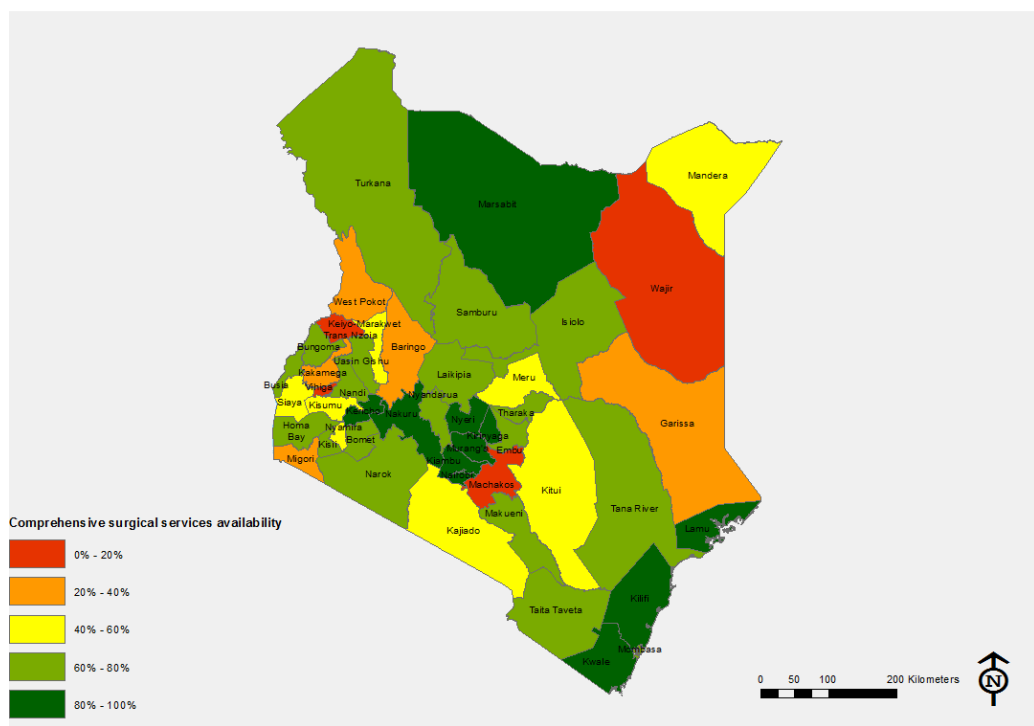 Turkana
Marsabit
Mandera
Wajir
West Pokot
Samburu
Isiolo
Keiyo-Marakwet
Trans Nzoia
Baringo
Bungoma
Uasin Gishu
Kakamega
Laikipia
Meru
Busia
Vihiga
Nandi
Nyandarua
Siaya
Kisumu
Kericho
Nakuru
Nyeri
Tharaka
Garissa
Homa
Bay
Nyamira
Kirinyaga
Kisii
Bomet
Murang'a
Embu
Migori
Kiambu
Narok
Nairobi
Machakos
Kitui
Tana River
Makueni
Kajiado
Lamu
Kilifi
Taita Taveta
Mombasa
Kwale
Comprehensive surgical services availability
0% - 20%
20% - 40%
40% - 60%
60% - 80%
80% - 100%
0 50 100 200 Kilometers
N